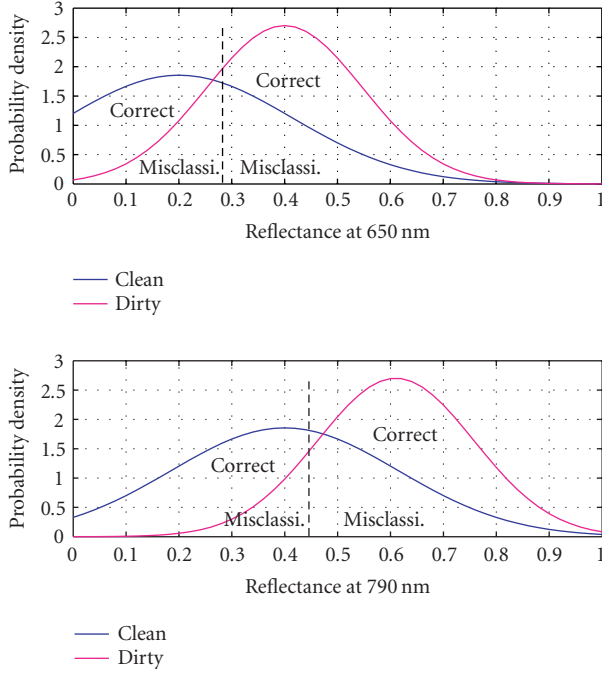 Probability density
3
2.5
2
1.5
1
0.5
0
Correct
Correct
Misclassi.
Misclassi.
0 0.1 0.2 0.3 0.4 0.5 0.6 0.7 0.8 0.9 1
Reflectance at 650 nm
Clean
Dirty
Probability density
3
2.5
2
1.5
1
0.5
0
Correct
Correct
Misclassi.
Misclassi.
0 0.1 0.2 0.3 0.4 0.5 0.6 0.7 0.8 0.9 1
Reflectance at 790 nm
Clean
Dirty